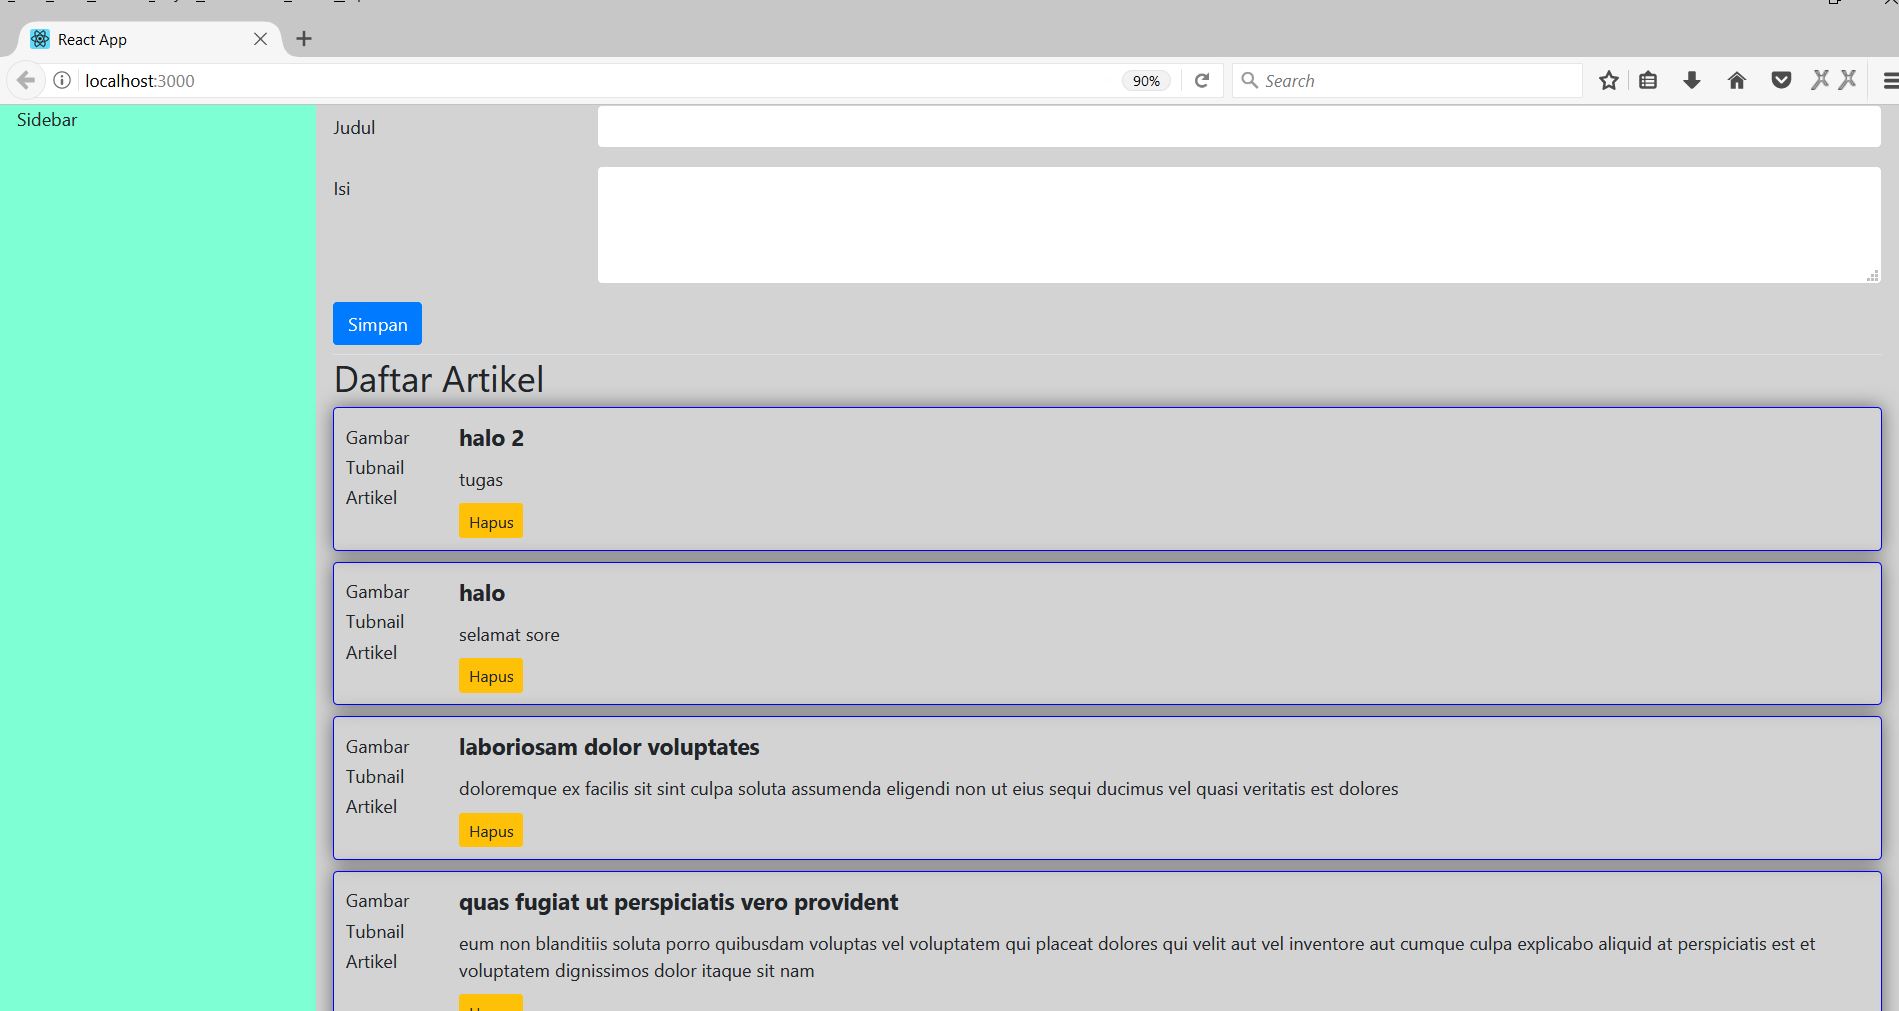 React App
localhost:3000
90%
Search
Sidebar
Judul
Isi
Simpan
Daftar Artikel
Gambar
Tubnail
Artikel
halo 2
tugas
Hapus
Gambar
Tubnail
Artikel
halo
selamat sore
Hapus
Gambar
Tubnail
Artikel
laboriosam dolor voluptates
doloremque ex facilis sit sint culpa soluta assumenda eligendi non ut eius sequi ducimus vel quasi veritatis est dolores
Hapus
Gambar
Tubnail
Artikel
quas fugiat ut perspiciatis vero provident
eum non blanditiis soluta porro quibusdam voluptas vel voluptatem qui placeat dolores qui velit aut vel inventore aut cumque culpa explicabo aliquid at perspiciatis est et
voluptatem dignissimos dolor itaque sit nam